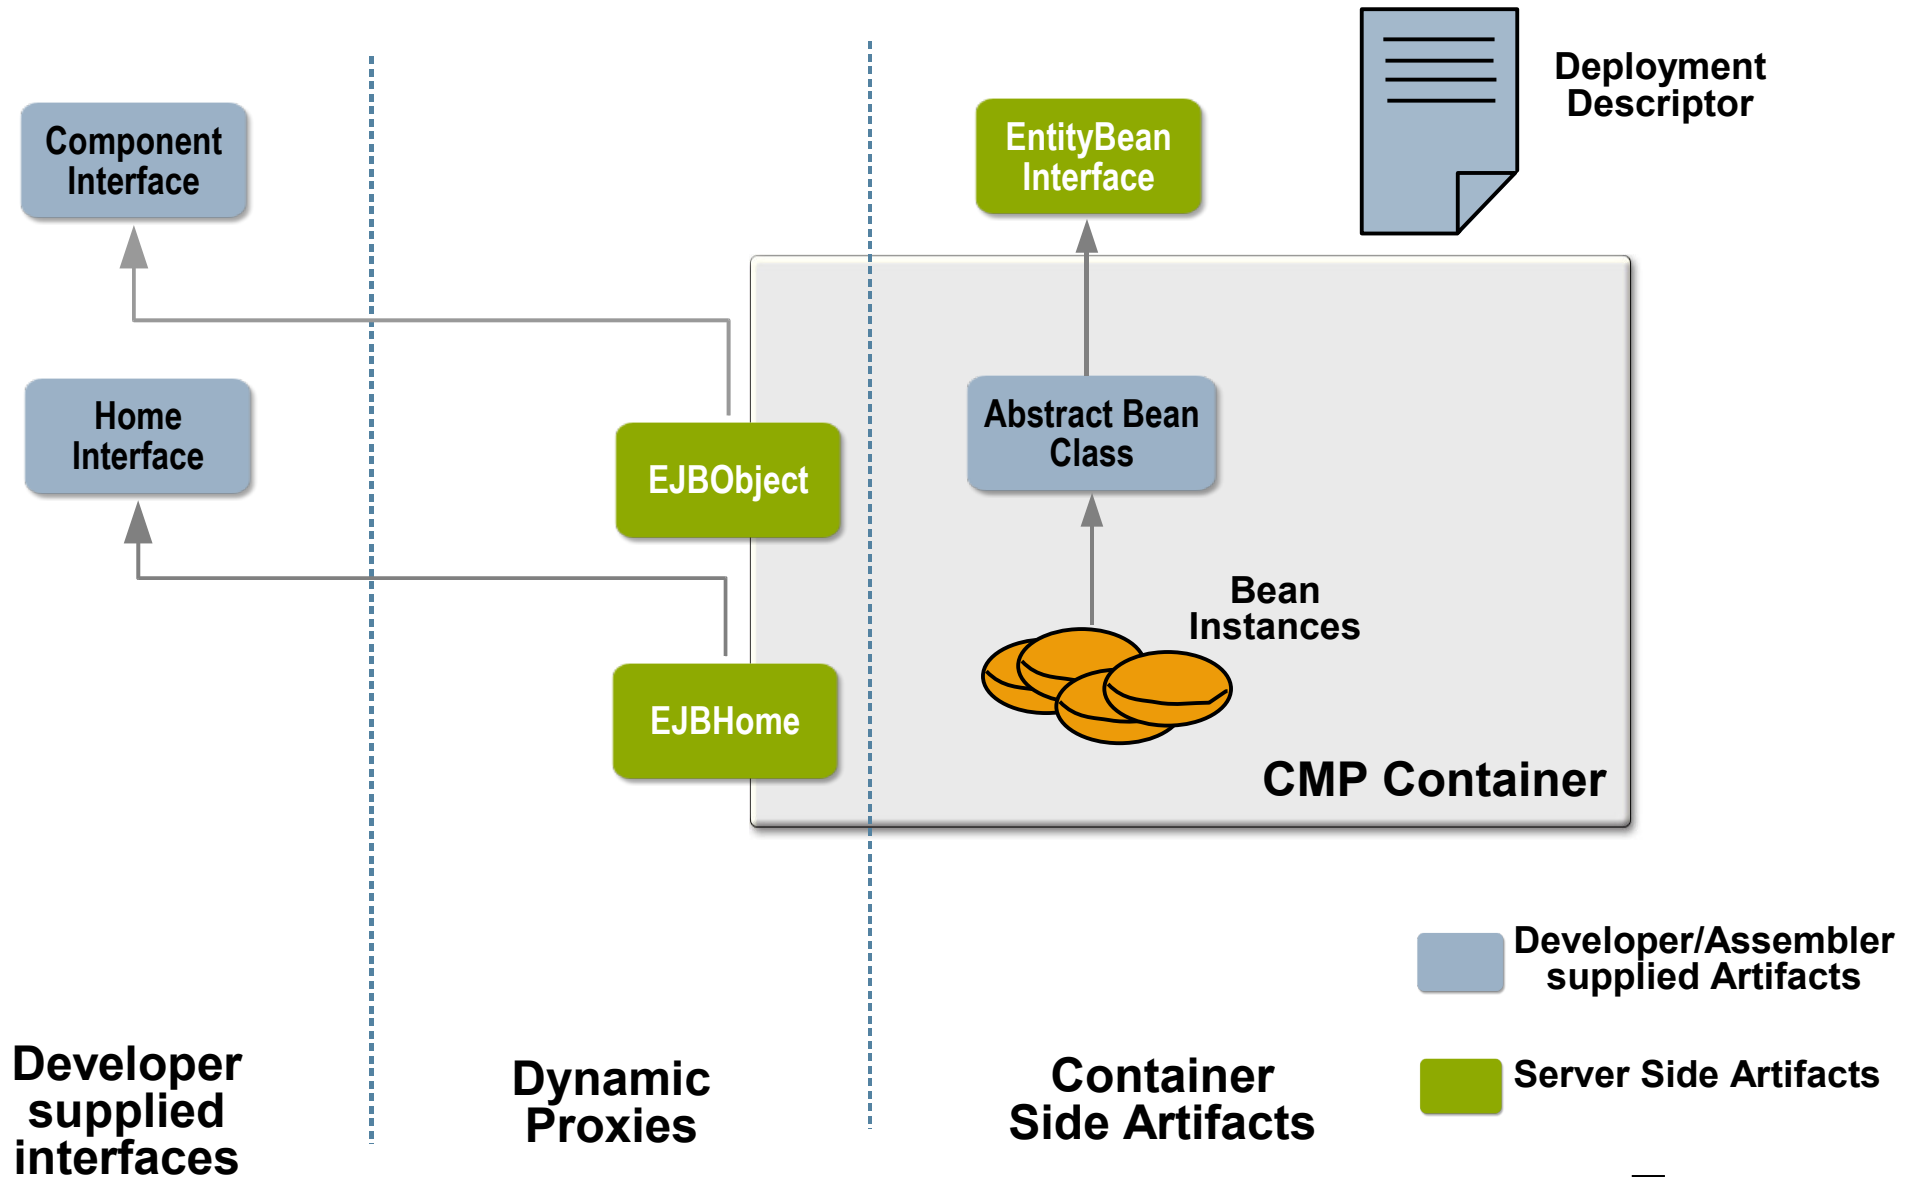 Deployment
Descriptor
Component
Interface
EntityBean
Interface
Home
Interface
Abstract Bean
Class
EJBObject
Bean
Instances
EJBHome
CMP Container
Developer/Assembler
supplied Artifacts
Server Side Artifacts
Developer
supplied
interfaces
Dynamic
Proxies
Container
Side Artifacts